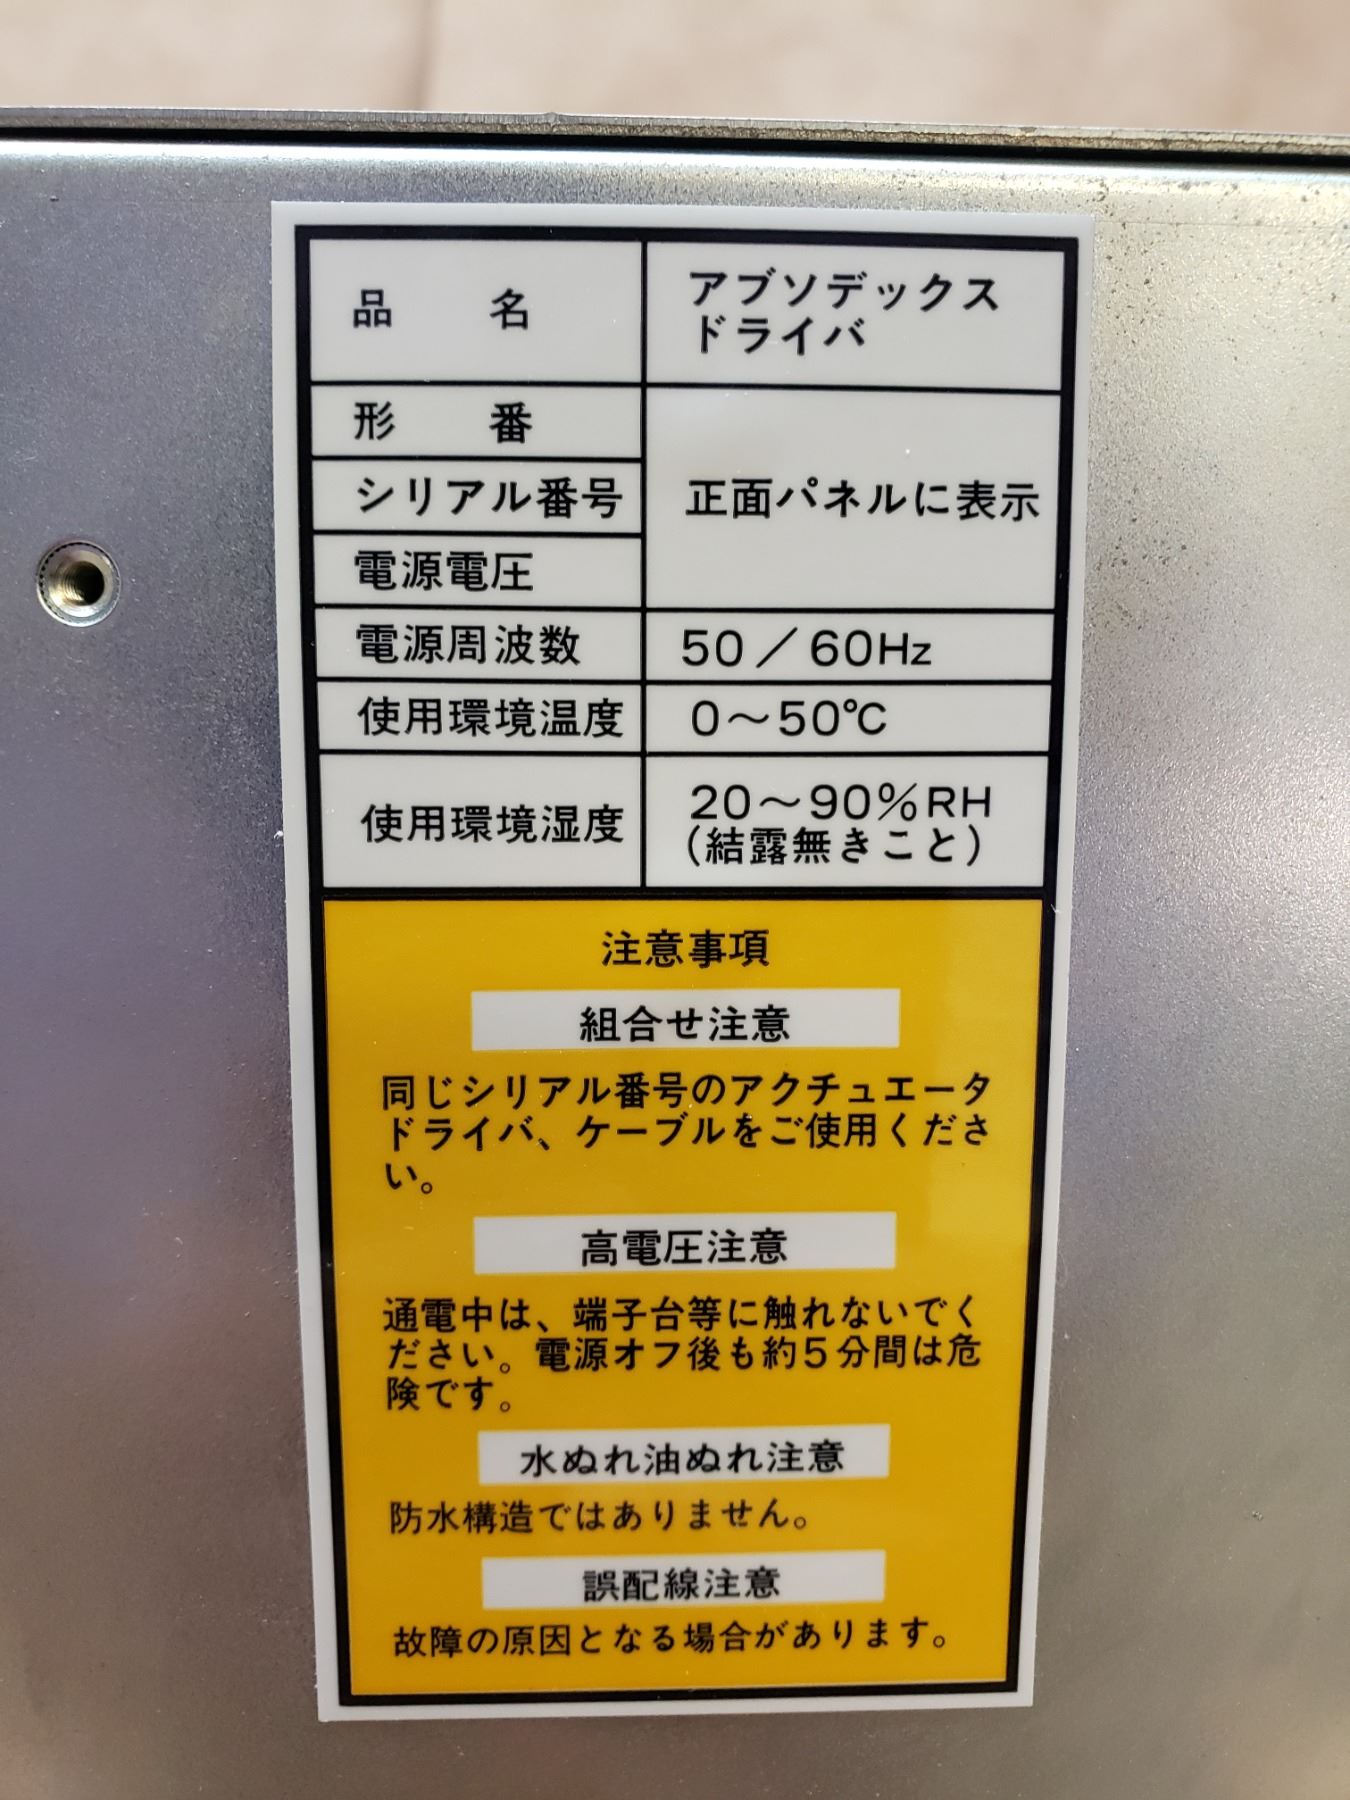 品 名
アブソデックス
ドライバ
形 番
シリアル番号
電源電圧
正面パネルに表示
電源周波数
50／60Hz
使用環境温度
0～50℃
使用環境湿度
20～90%RH
(結露無きこと)
注意事項
組合せ注意
同じシリアル番号のアクチュエータ
ドライバ、ケーブルをご使用くださ
い。
高電圧注意
通電中は、端子台等に触れないでく
ださい。電源オフ後も約5分間は危
険です。
水ぬれ油ぬれ注意
防水構造ではありません。
誤配線注意
故障の原因となる場合があります。